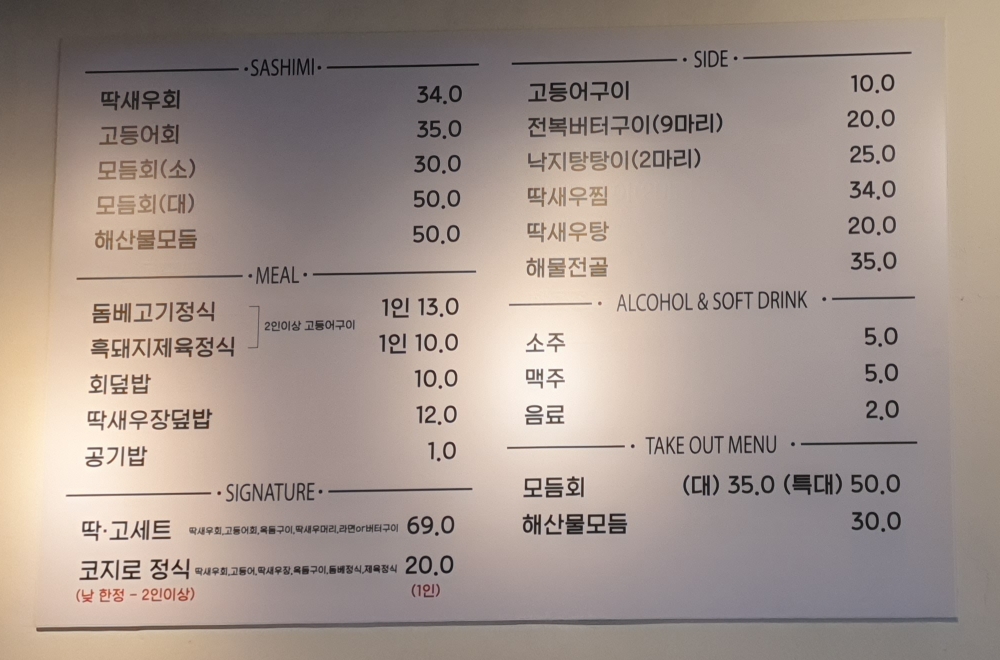 ·SASHIMI·
딱새우회 34.0
고등어회 35.0
모듬회(소) 30.0
모듬회(대) 50.0
해산물모듬 50.0
·MEAL·
돔베고기정식 1인 13.0
2인이상 고등어구이
흑돼지제육정식 1인 10.0
회덮밥 10.0
딱새우장덮밥 12.0
공기밥 1.0
·SIGNATURE·
딱·고세트 딱새우회,고등어회,옥돔구이,딱새우머리,라면or버터구이 69.0
코지로 정식 딱새우회,고등어,딱새우장,옥돔구이,돔베정식,제육정식 20.0
(낮 한정 - 2인이상) (1인)
· SIDE ·
고등어구이 10.0
전복버터구이(9마리) 20.0
낙지탕탕이(2마리) 25.0
딱새우찜 34.0
딱새우탕 20.0
해물전골 35.0
· ALCOHOL & SOFT DRINK ·
소주 5.0
맥주 5.0
음료 2.0
· TAKE OUT MENU ·
모듬회 (대) 35.0 (특대) 50.0
해산물모듬 30.0